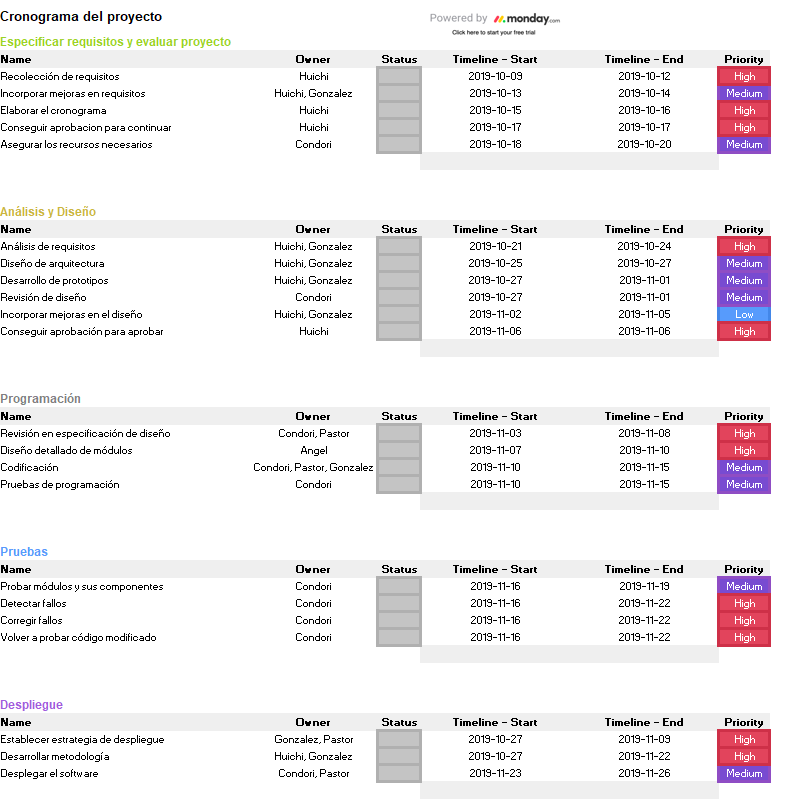 Cronograma del proyecto
Powered by monday.com
Click here to start your free trial
Especificar requisitos y evaluar proyecto
Name Owner Status Timeline - Start Timeline - End Priority
Recolección de requisitos Huichi 2019-10-09 2019-10-12 High
Incorporar mejoras en requisitos Huichi, Gonzalez 2019-10-13 2019-10-14 Medium
Elaborar el cronograma Huichi 2019-10-15 2019-10-16 High
Conseguir aprobacion para continuar Huichi 2019-10-17 2019-10-17 High
Asegurar los recursos necesarios Condori 2019-10-18 2019-10-20 Medium
Análisis y Diseño
Name Owner Status Timeline - Start Timeline - End Priority
Análisis de requisitos Huichi, Gonzalez 2019-10-21 2019-10-24 High
Diseño de arquitectura Huichi, Gonzalez 2019-10-25 2019-10-27 Medium
Desarrollo de prototipos Huichi, Gonzalez 2019-10-27 2019-11-01 Medium
Revisión de diseño Condori 2019-10-27 2019-11-01 Medium
Incorporar mejoras en el diseño Huichi, Gonzalez 2019-11-02 2019-11-05 Low
Conseguir aprobación para aprobar Huichi 2019-11-06 2019-11-06 High
Programación
Name Owner Status Timeline - Start Timeline - End Priority
Revisión en especificación de diseño Condori, Pastor 2019-11-03 2019-11-08 High
Diseño detallado de módulos Angel 2019-11-07 2019-11-10 High
Codificación Condori, Pastor, Gonzalez 2019-11-10 2019-11-15 Medium
Pruebas de programación Condori 2019-11-10 2019-11-15 Medium
Pruebas
Name Owner Status Timeline - Start Timeline - End Priority
Probar módulos y sus componentes Condori 2019-11-16 2019-11-19 Medium
Detectar fallos Condori 2019-11-16 2019-11-22 High
Corregir fallos Condori 2019-11-16 2019-11-22 High
Volver a probar código modificado Condori 2019-11-16 2019-11-22 High
Despliegue
Name Owner Status Timeline - Start Timeline - End Priority
Establecer estrategia de despliegue Gonzalez, Pastor 2019-10-27 2019-11-09 High
Desarrollar metodología Huichi, Gonzalez 2019-10-27 2019-11-22 High
Desplegar el software Condori, Pastor 2019-11-23 2019-11-26 Medium